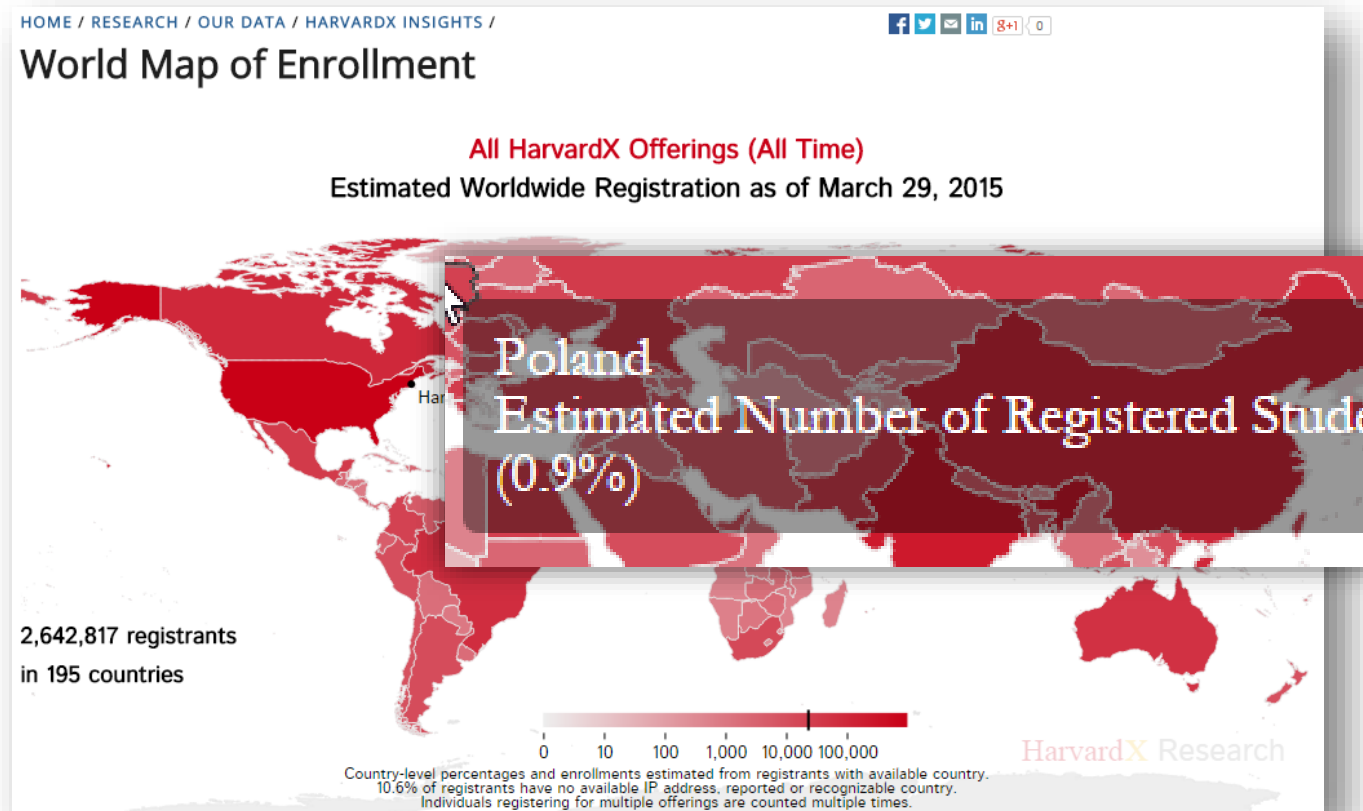 HOME / RESEARCH / OUR DATA / HARVARDX INSIGHTS /
g+1 0
World Map of Enrollment
All HarvardX Offerings (All Time)
Estimated Worldwide Registration as of March 29, 2015
Har
Poland
Estimated Number of Registered Stude
(0.9%)
2,642,817 registrants
in 195 countries
0 10 100 1,000 10,000 100,000
HarvardX Research
Country-level percentages and enrollments estimated from registrants with available country.
10.6% of registrants have no available IP address, reported or recognizable country.
Individuals registering for multiple offerings are counted multiple times.